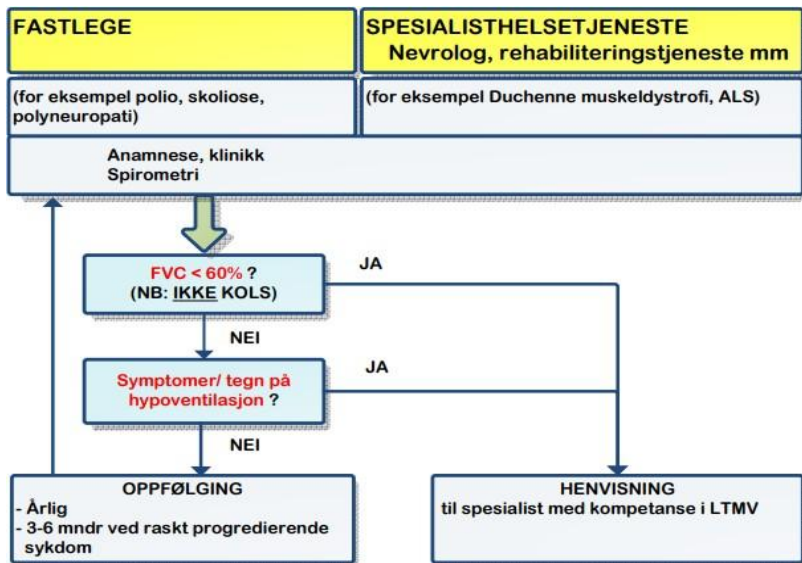 FASTLEGE
SPESIALISTHELSETJENESTE
Nevrolog, rehabiliteringstjeneste mm
(for eksempel polio, skoliose,
polyneuropati)
(for eksempel Duchenne muskeldystrofi, ALS)
Anamnese, klinikk
Spirometri
FVC < 60% ?
(NB: IKKE KOLS)
JA
NEI
Symptomer/ tegn på
hypoventilasjon ?
JA
NEI
OPPFØLGING
- Årlig
- 3-6 mndr ved raskt progredierende
sykdom
HENVISNING
til spesialist med kompetanse i LTMV